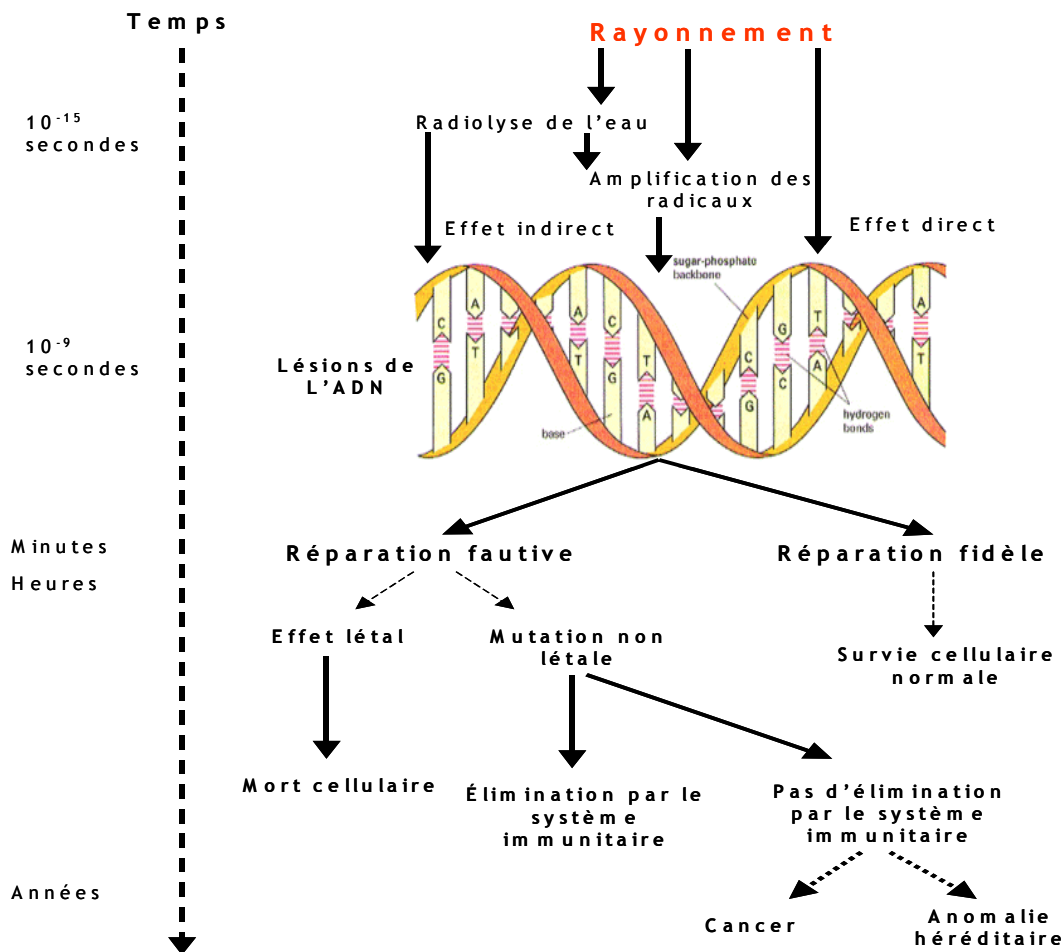 Temps
Rayonnement
10⁻¹⁵
secondes
Radiolyse de l'eau
Amplification des
radicaux
Effet indirect
Effet direct
sugar-phosphate
backbone
A
A
C
C
G
T
A
T
T
G
T
A
C
G
C
A
T
G
base
hydrogen
bonds
10⁻⁹
secondes
Lésions de
L'ADN
Minutes
Réparation fautive
Réparation fidèle
Heures
Effet létal
Mutation non
létale
Survie cellulaire
normale
Mort cellulaire
Élimination par le
système
immunitaire
Pas d'élimination
par le système
immunitaire
Années
Cancer
Anomalie
héréditaire